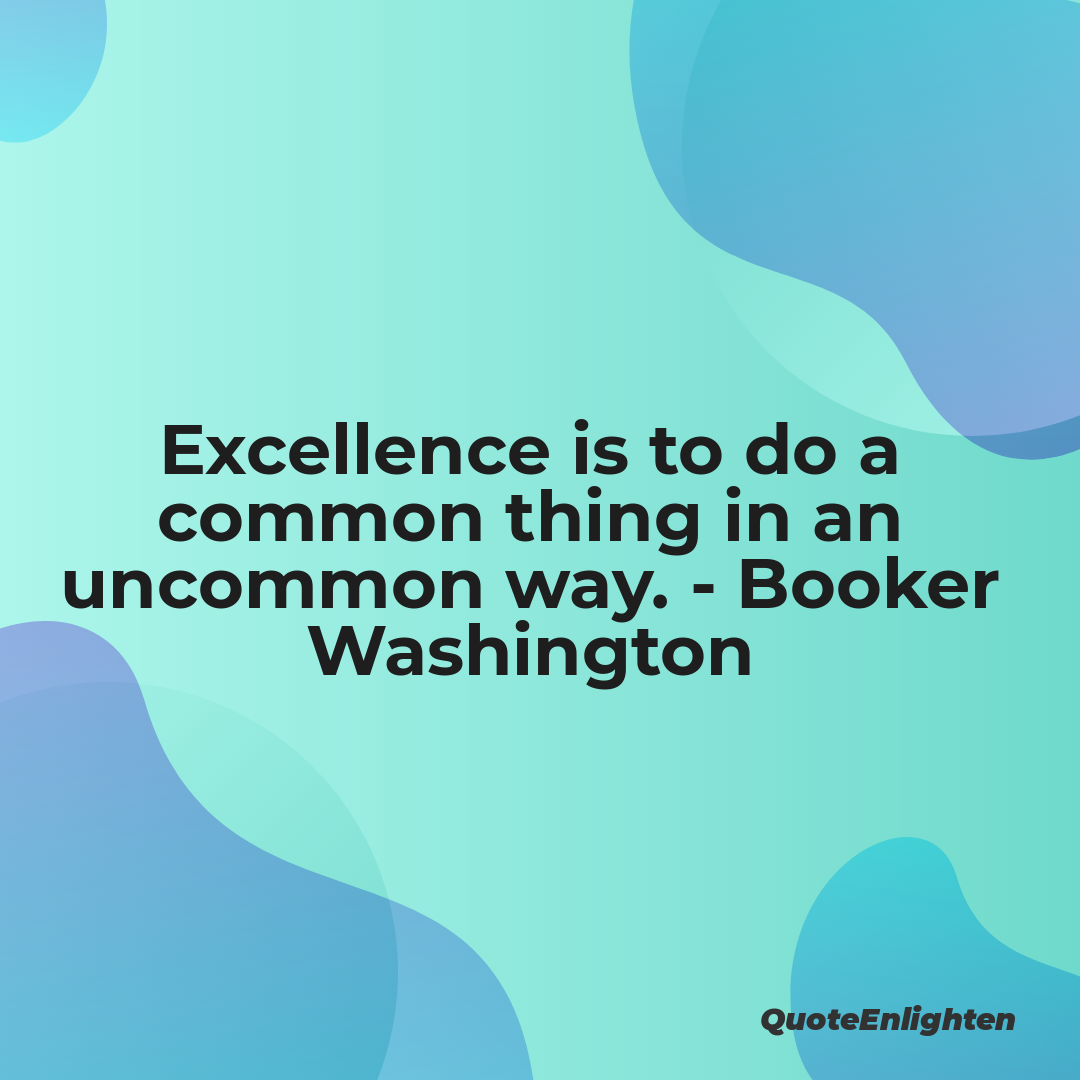 Excellence is to do a
common thing in an
uncommon way. - Booker
Washington
QuoteEnlighten